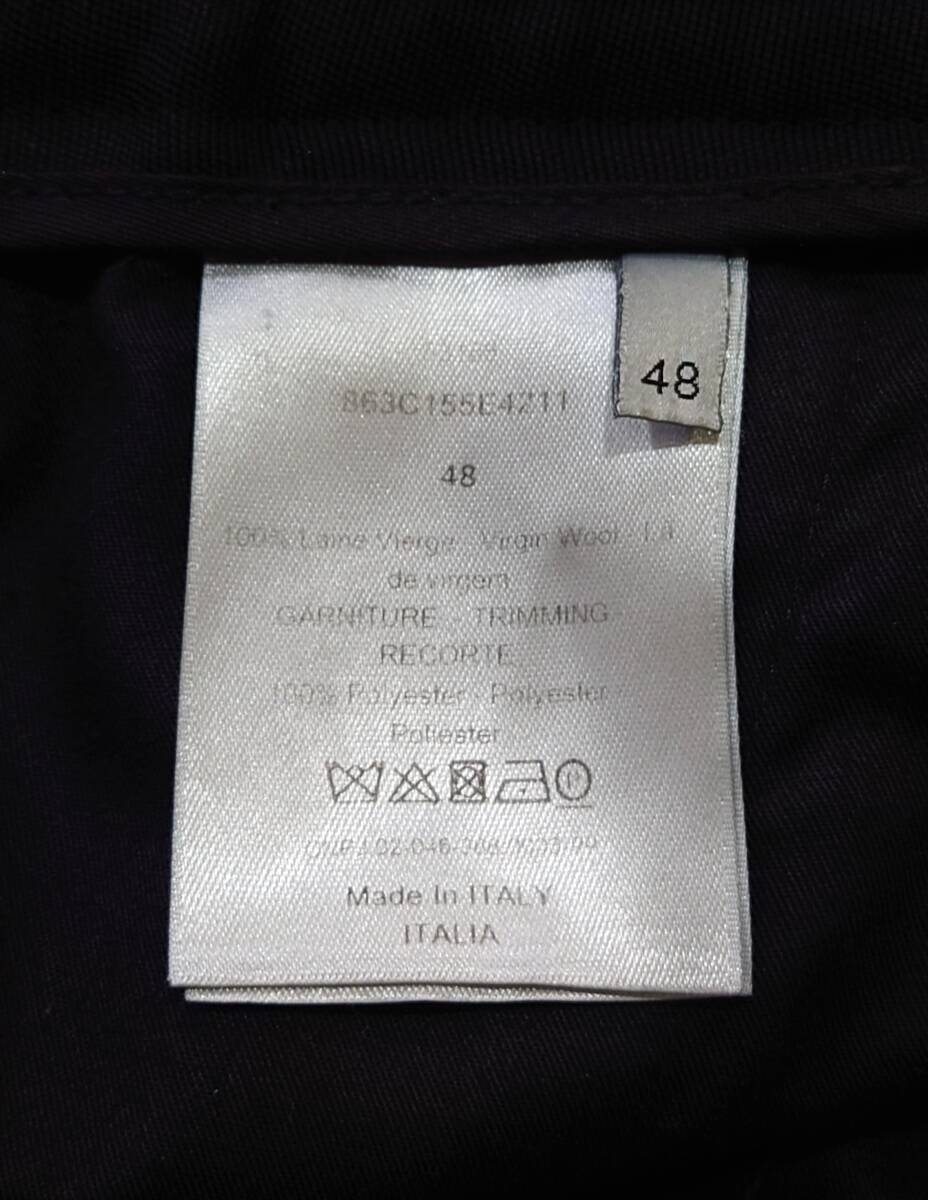 863C155E4211
48
48
100% Laine Vierge - Virgin Wool - Lã
de virgem
GARNITURE - TRIMMING -
RECORTE
100% Polyester - Polyester
Poliester
Made In ITALY
ITALIA